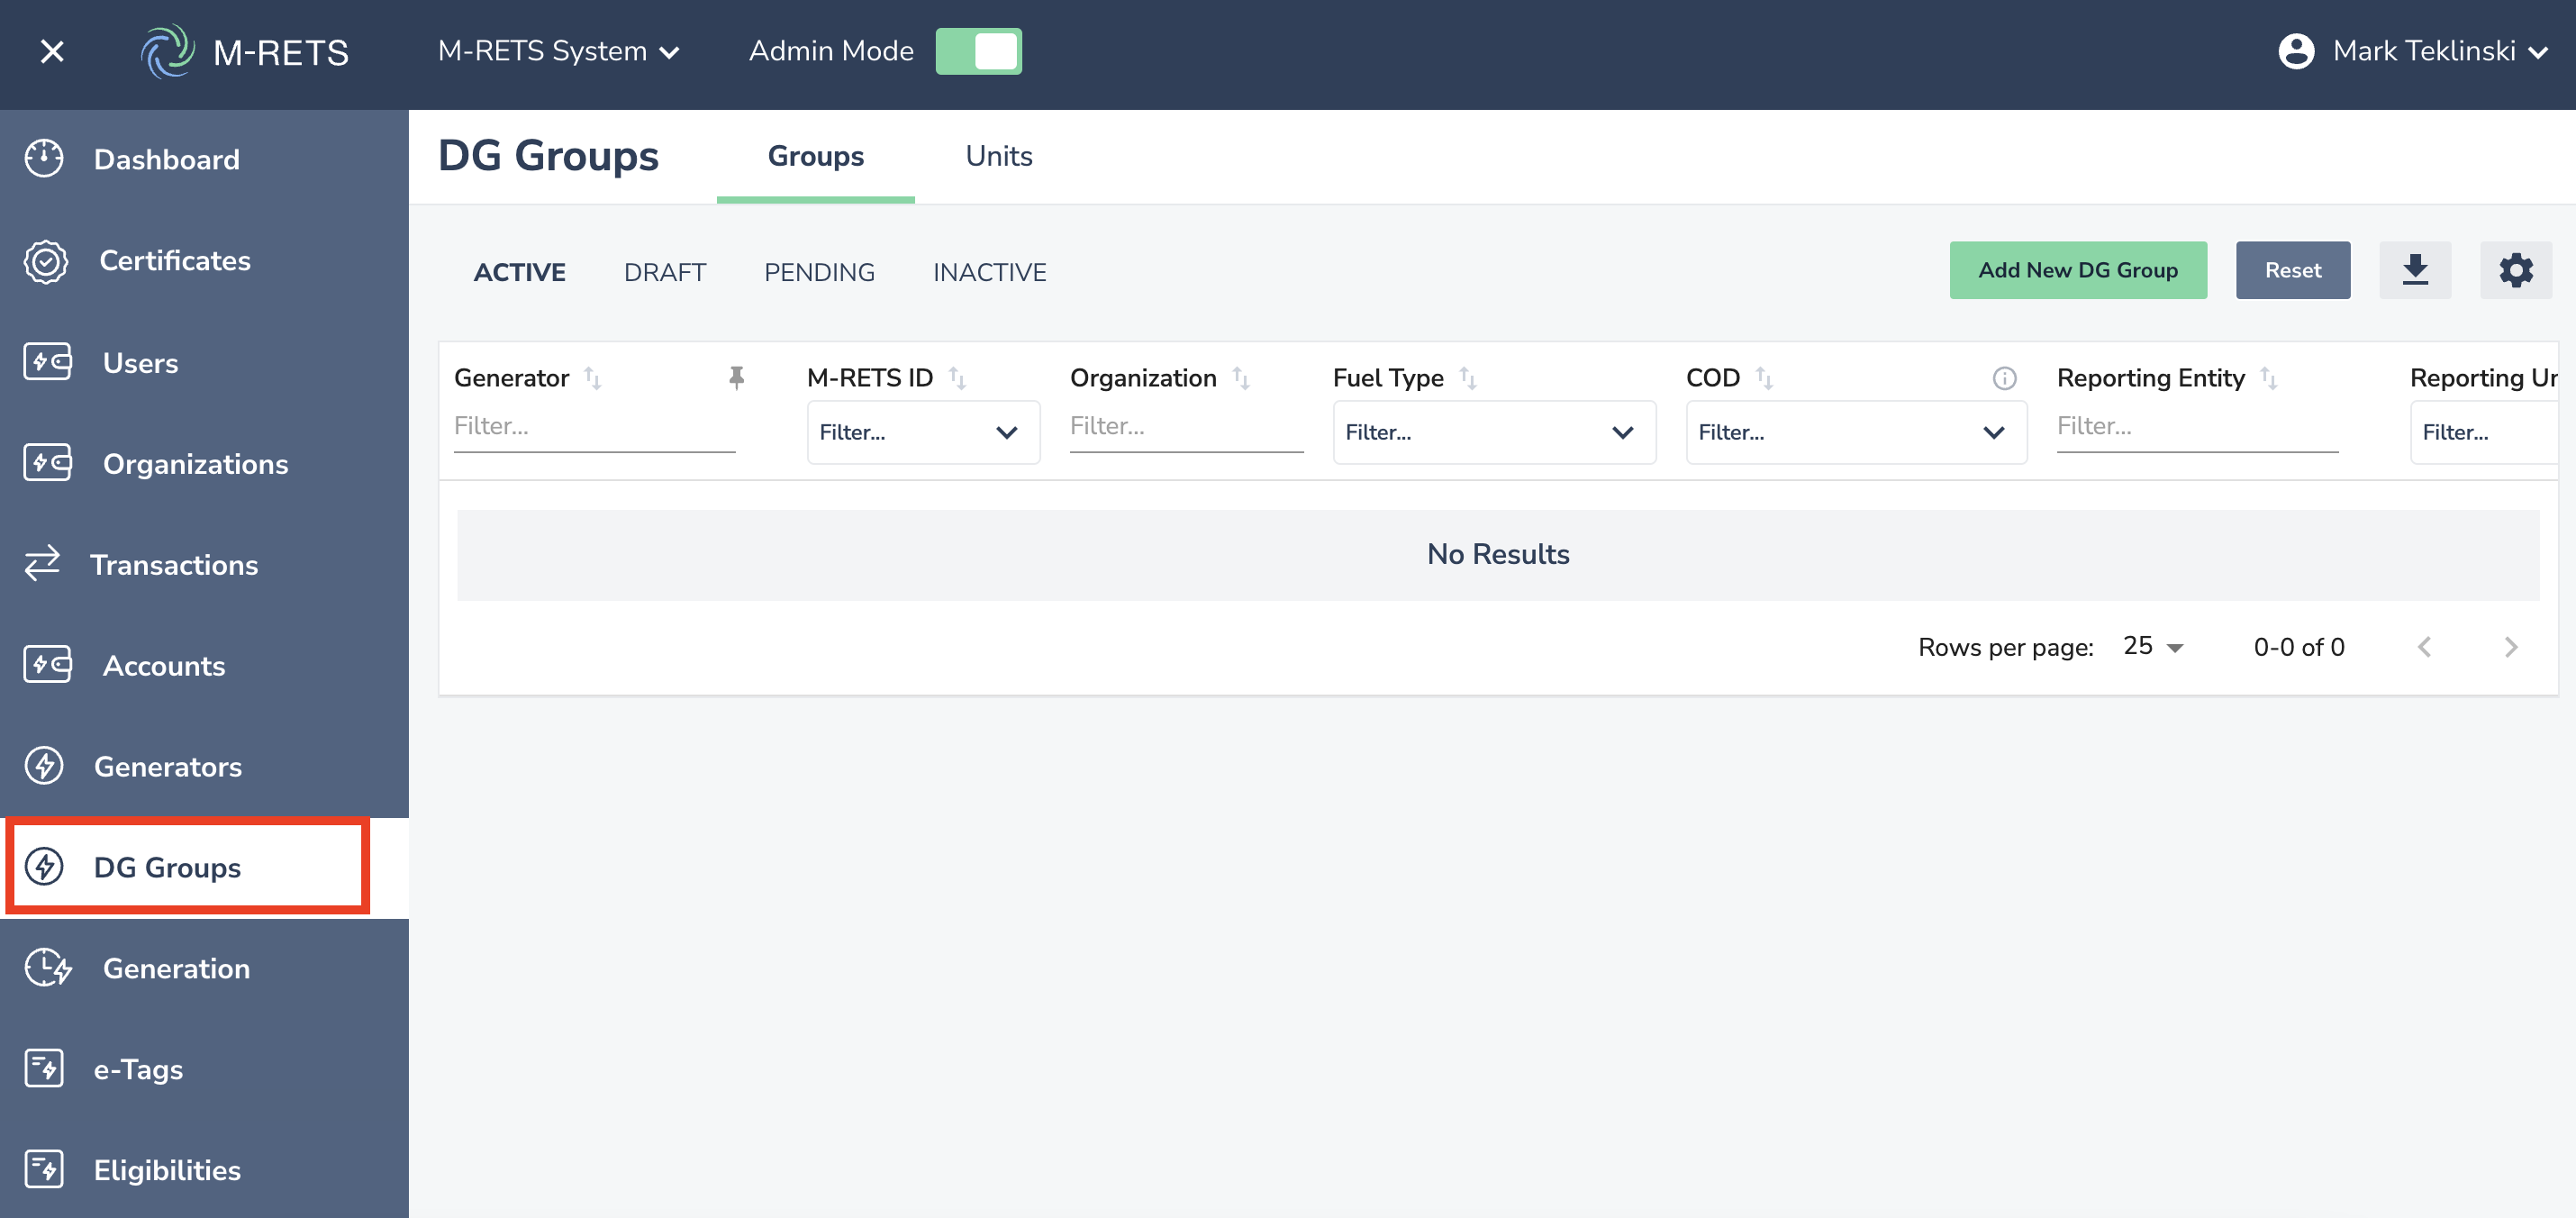 M-RETS
M-RETS System
Admin Mode
Mark Teklinski
Dashboard
Certificates
Users
Organizations
Transactions
Accounts
Generators
DG Groups
Generation
e-Tags
Eligibilities
DG Groups
Groups
Units
ACTIVE
DRAFT
PENDING
INACTIVE
Add New DG Group
Reset
Generator
M-RETS ID
Organization
Fuel Type
COD
Reporting Entity
Reporting Un
Filter...
Filter...
Filter...
Filter...
Filter...
Filter...
Filter...
No Results
Rows per page: 25
0-0 of 0